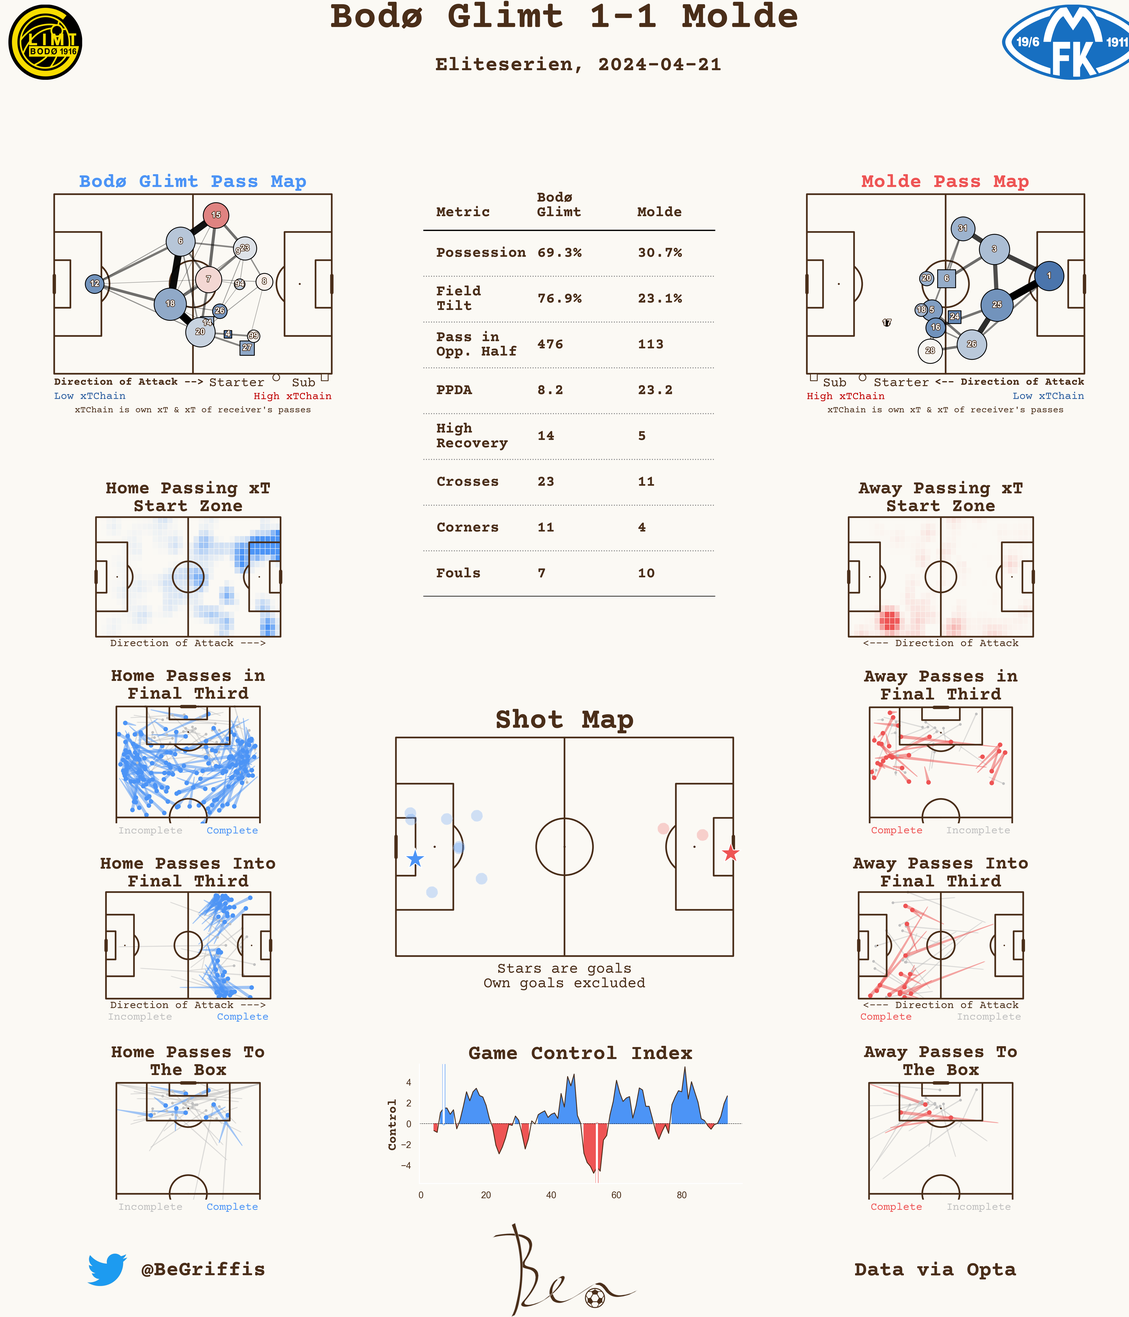 Bodø Glimt 1-1 Molde
Eliteserien, 2024-04-21
LIMT
BODØ 1916
19/6 1911
M
FK
Bodø Glimt Pass Map
15
6
23
7
94
8
12
18
26
14
20
4
99
27
Direction of Attack --> Starter Sub
Low xTChain High xTChain
xTChain is own xT & xT of receiver's passes
Metric Bodø Glimt Molde
Possession 69.3% 30.7%
Field Tilt 76.9% 23.1%
Pass in Opp. Half 476 113
PPDA 8.2 23.2
High Recovery 14 5
Crosses 23 11
Corners 11 4
Fouls 7 10
Molde Pass Map
31
3
20
6
1
18
5
25
24
17
16
28
26
Sub Starter <-- Direction of Attack
High xTChain Low xTChain
xTChain is own xT & xT of receiver's passes
Home Passing xT
Start Zone
Direction of Attack --->
Away Passing xT
Start Zone
<--- Direction of Attack
Home Passes in
Final Third
Incomplete Complete
Away Passes in
Final Third
Complete Incomplete
Shot Map
Stars are goals
Own goals excluded
Home Passes Into
Final Third
Direction of Attack --->
Incomplete Complete
Away Passes Into
Final Third
<--- Direction of Attack
Complete Incomplete
Home Passes To
The Box
Incomplete Complete
Game Control Index
Control
4
2
0
−2
−4
0 20 40 60 80
Away Passes To
The Box
Complete Incomplete
@BeGriffis
Ben
Data via Opta